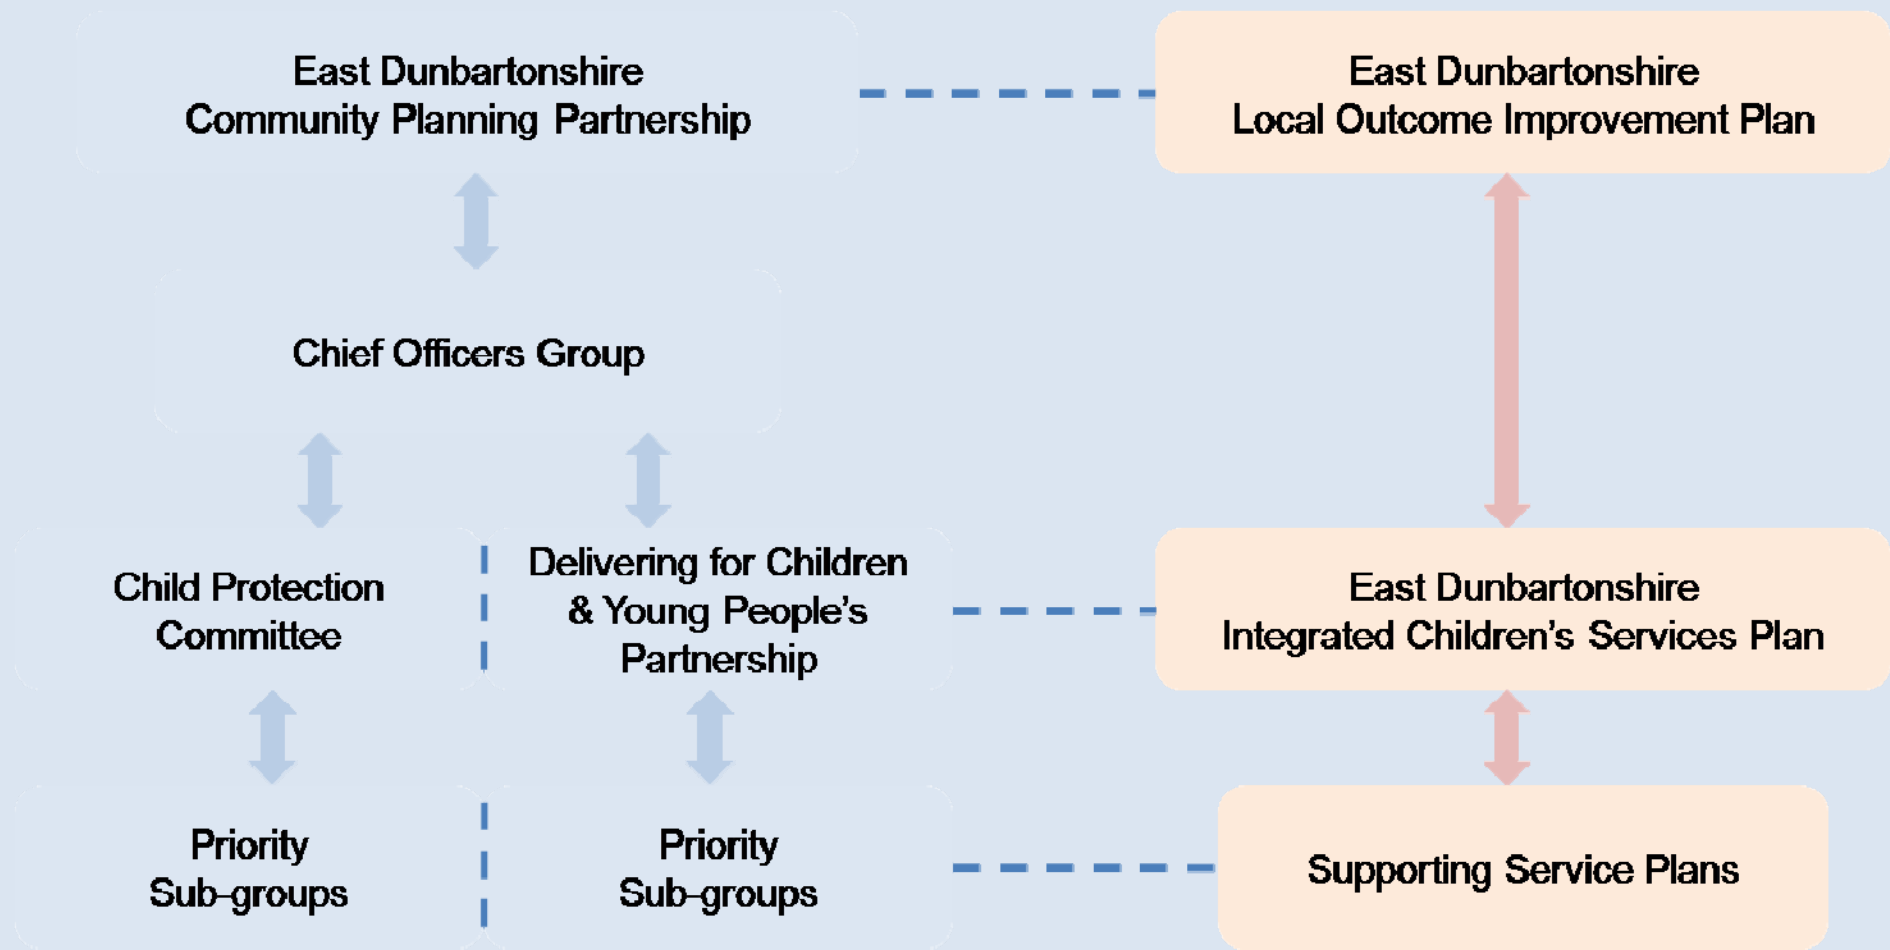 East Dunbartonshire
Community Planning Partnership
East Dunbartonshire
Local Outcome Improvement Plan
Chief Officers Group
Child Protection
Committee
Delivering for Children
& Young People’s
Partnership
East Dunbartonshire
Integrated Children’s Services Plan
Priority
Sub-groups
Priority
Sub-groups
Supporting Service Plans